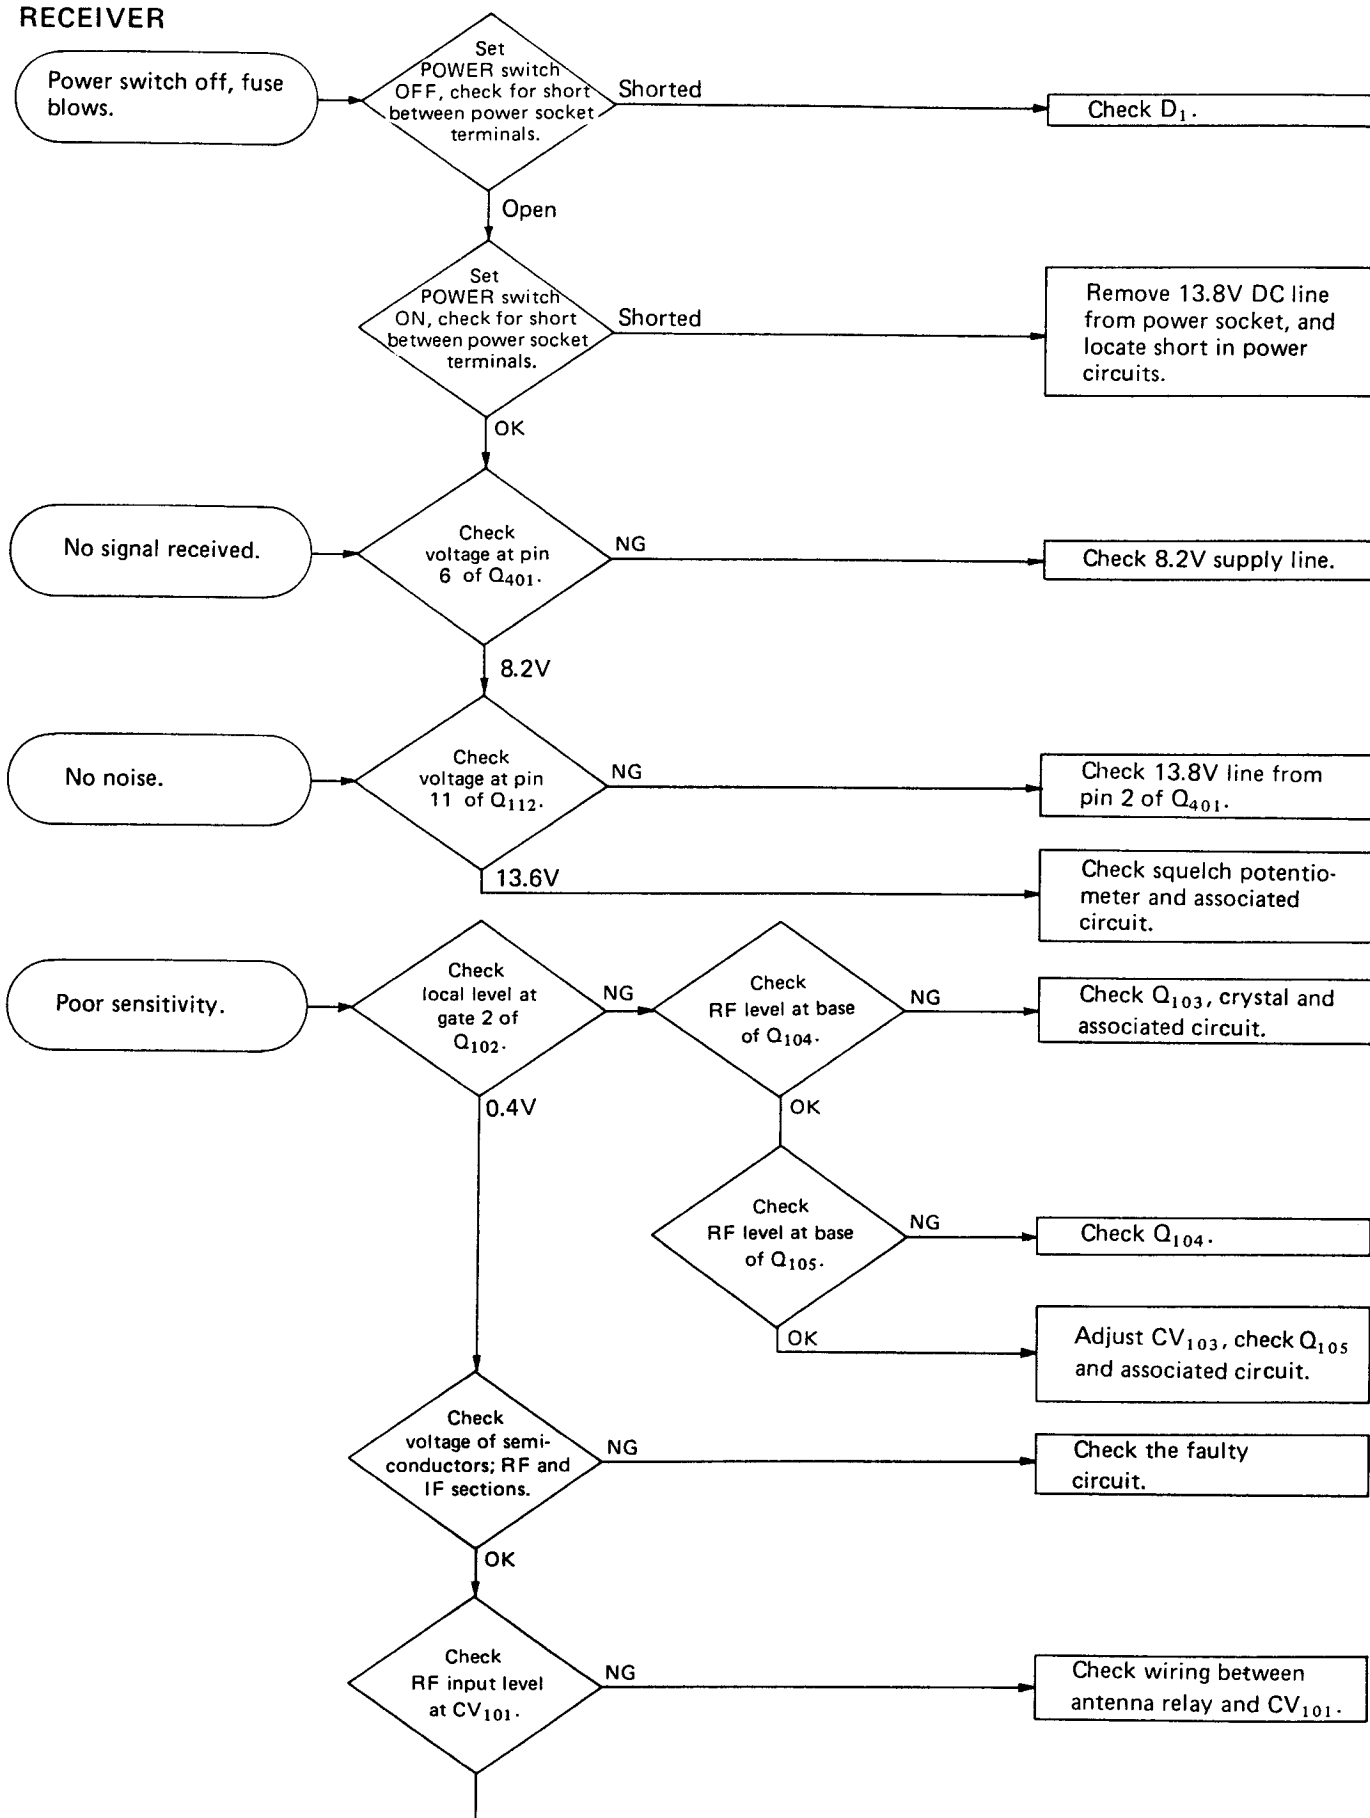 RECEIVER
Power switch off, fuse
blows.
Set
POWER switch
OFF, check for short
between power socket
terminals.
Shorted
Check D₁.
Open
Set
POWER switch
ON, check for short
between power socket
terminals.
Shorted
Remove 13.8V DC line
from power socket, and
locate short in power
circuits.
OK
No signal received.
Check
voltage at pin
6 of Q₄₀₁.
NG
Check 8.2V supply line.
8.2V
No noise.
Check
voltage at pin
11 of Q₁₁₂.
NG
Check 13.8V line from
pin 2 of Q₄₀₁.
13.6V
Check squelch potentio-
meter and associated
circuit.
Poor sensitivity.
Check
local level at
gate 2 of
Q₁₀₂.
NG
Check
RF level at base
of Q₁₀₄.
NG
Check Q₁₀₃, crystal and
associated circuit.
0.4V
OK
Check
RF level at base
of Q₁₀₅.
NG
Check Q₁₀₄.
OK
Adjust CV₁₀₃, check Q₁₀₅
and associated circuit.
Check
voltage of semi-
conductors; RF and
IF sections.
NG
Check the faulty
circuit.
OK
Check
RF input level
at CV₁₀₁.
NG
Check wiring between
antenna relay and CV₁₀₁.